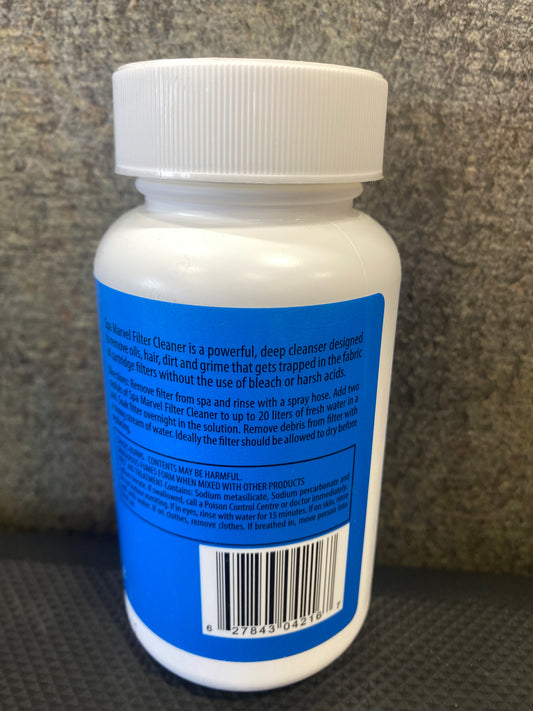 Spa Marvel Filter Cleaner is a powerful, deep cleanser designed
to remove oils, hair, dirt and grime that gets trapped in the fabric
of cartridge filters without the use of bleach or harsh acids.
Remove filter from spa and rinse with a spray hose. Add two
of Spa Marvel Filter Cleaner to up to 20 liters of fresh water in a
Soak filter overnight in the solution. Remove debris from filter with
stream of water. Ideally the filter should be allowed to dry before
BURNS. CONTENTS MAY BE HARMFUL.
FUMES FORM WHEN MIXED WITH OTHER PRODUCTS
TREATMENT Contains: Sodium metasilicate, Sodium percarbonate and
If swallowed, call a Poison Control Centre or doctor immediately.
If in eyes, rinse with water for 15 minutes. If on skin, rinse
If on clothes, remove clothes. If breathed in, move person into
6 27843 04216 7